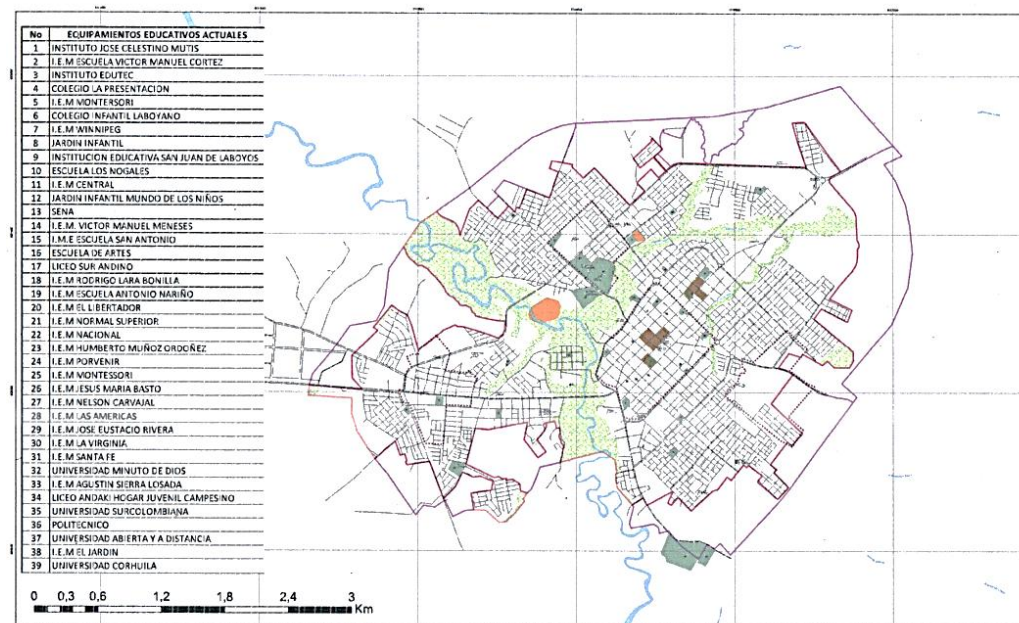 No EQUIPAMIENTOS EDUCATIVOS ACTUALES
1 INSTITUTO JOSE CELESTINO MUTIS
2 I.E.M ESCUELA VICTOR MANUEL CORTEZ
3 INSTITUTO EDUTEC
4 COLEGIO LA PRESENTACION
5 I.E.M MONTERSORI
6 COLEGIO INFANTIL LABOYANO
7 I.E.M WINNIPEG
8 JARDIN INFANTIL
9 INSTITUCION EDUCATIVA SAN JUAN DE LABOYOS
10 ESCUELA LOS NOGALES
11 I.E.M CENTRAL
12 JARDIN INFANTIL MUNDO DE LOS NIÑOS
13 SENA
14 I.E.M. VICTOR MANUEL MENESES
15 I.M.E ESCUELA SAN ANTONIO
16 ESCUELA DE ARTES
17 LICEO SUR ANDINO
18 I.E.M RODRIGO LARA BONILLA
19 I.E.M ESCUELA ANTONIO NARIÑO
20 I.E.M EL LIBERTADOR
21 I.E.M NORMAL SUPERIOR
22 I.E.M NACIONAL
23 I.E.M HUMBERTO MUÑOZ ORDOÑEZ
24 I.E.M PORVENIR
25 I.E.M MONTESSORI
26 I.E.M JESUS MARIA BASTO
27 I.E.M NELSON CARVAJAL
28 I.E.M LAS AMERICAS
29 I.E.M JOSE EUSTACIO RIVERA
30 I.E.M LA VIRGINIA
31 I.E.M SANTA FE
32 UNIVERSIDAD MINUTO DE DIOS
33 I.E.M AGUSTIN SIERRA LOSADA
34 LICEO ANDAKI HOGAR JUVENIL CAMPESINO
35 UNIVERSIDAD SURCOLOMBIANA
36 POLITECNICO
37 UNIVERSIDAD ABIERTA Y A DISTANCIA
38 I.E.M EL JARDIN
39 UNIVERSIDAD CORHUILA
0 0,3 0,6 1,2 1,8 2,4 3
Km